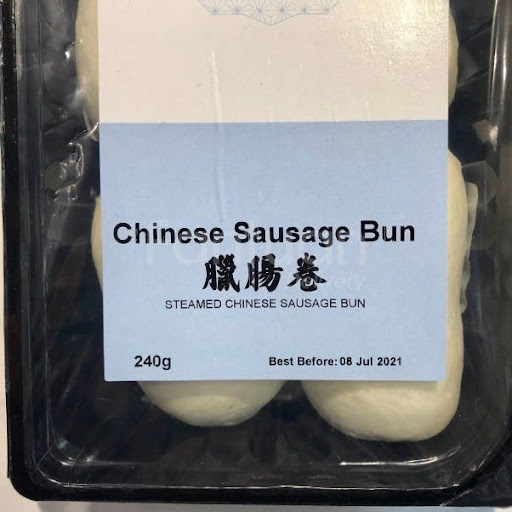 Chinese Sausage Bun
臘腸卷
STEAMED CHINESE SAUSAGE BUN
240g Best Before: 08 Jul 2021